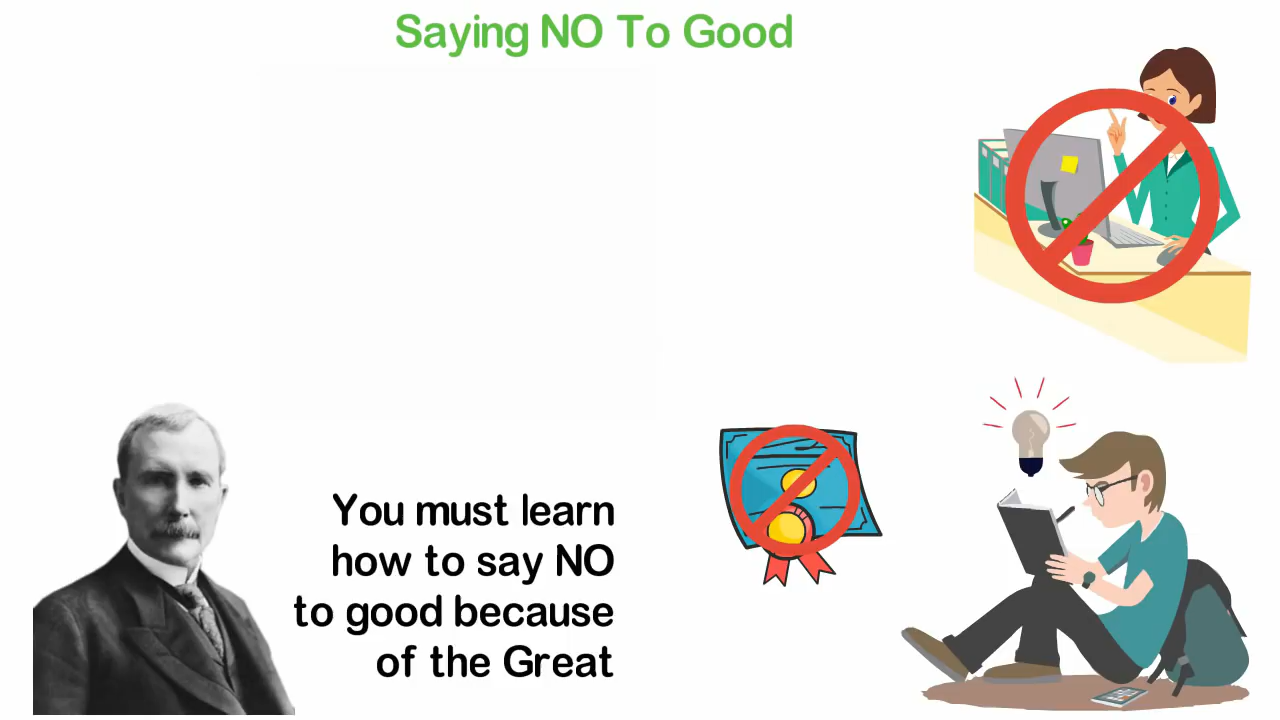 Saying NO To Good
You must learn
how to say NO
to good because
of the Great